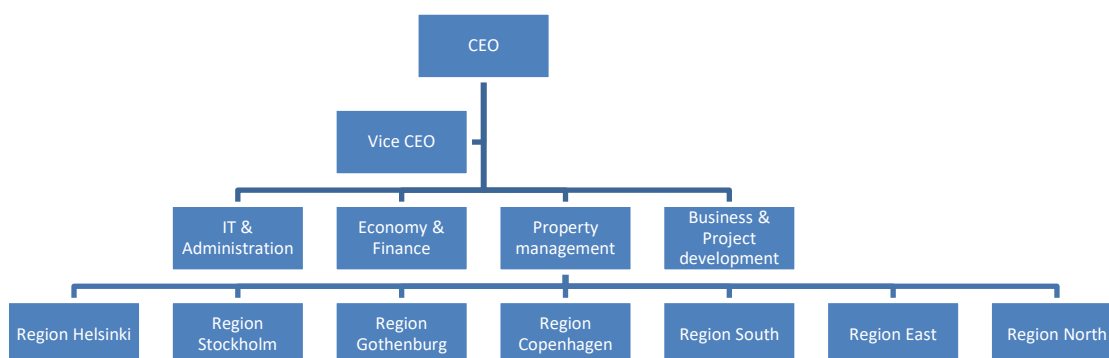 CEO
Vice CEO
IT &
Administration
Economy &
Finance
Property
management
Business &
Project
development
Region Helsinki
Region
Stockholm
Region
Gothenburg
Region
Copenhagen
Region South
Region East
Region North